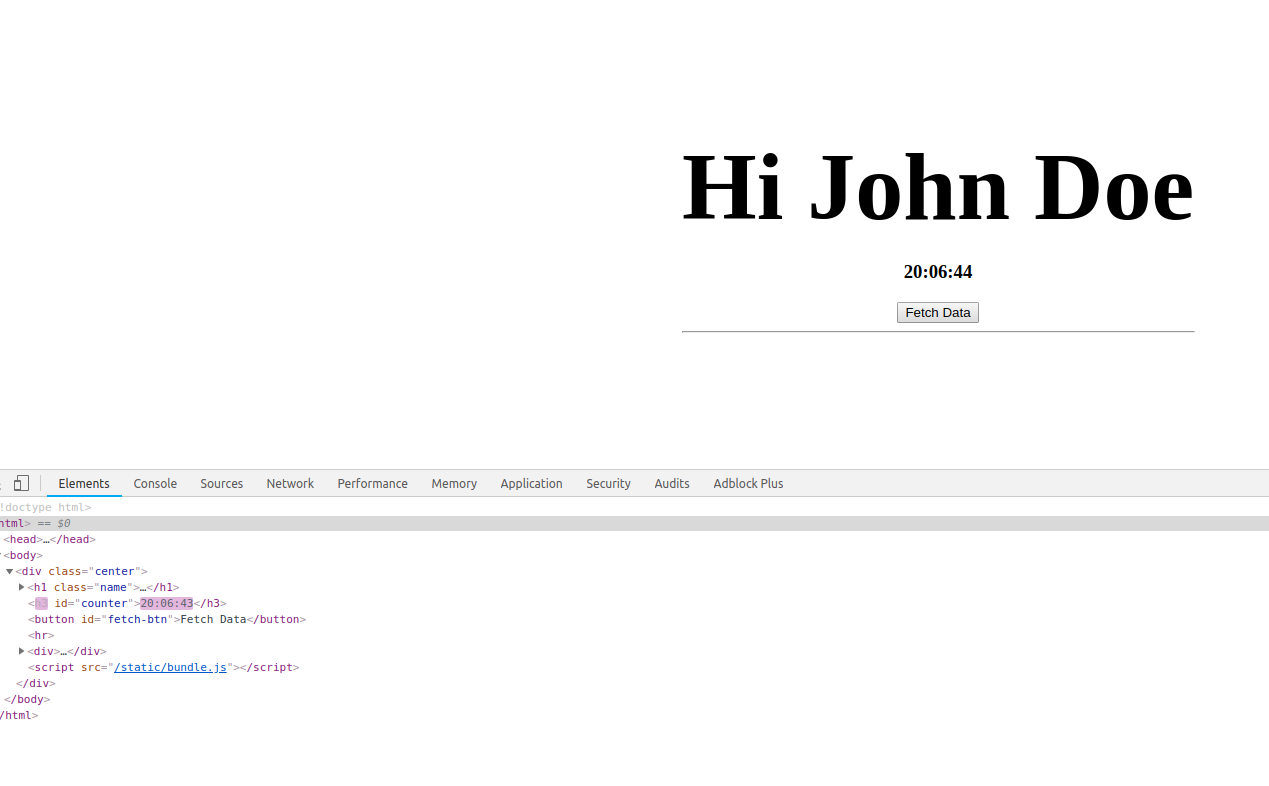 Hi John Doe
20:06:44
Fetch Data
Elements Console Sources Network Performance Memory Application Security Audits Adblock Plus
!doctype html>
html> == $0
<head>…</head>
<body>
<div class="center">
<h1 class="name">…</h1>
<h3 id="counter">20:06:43</h3>
<button id="fetch-btn">Fetch Data</button>
<hr>
<div>…</div>
<script src="/static/bundle.js"></script>
</div>
</body>
/html>